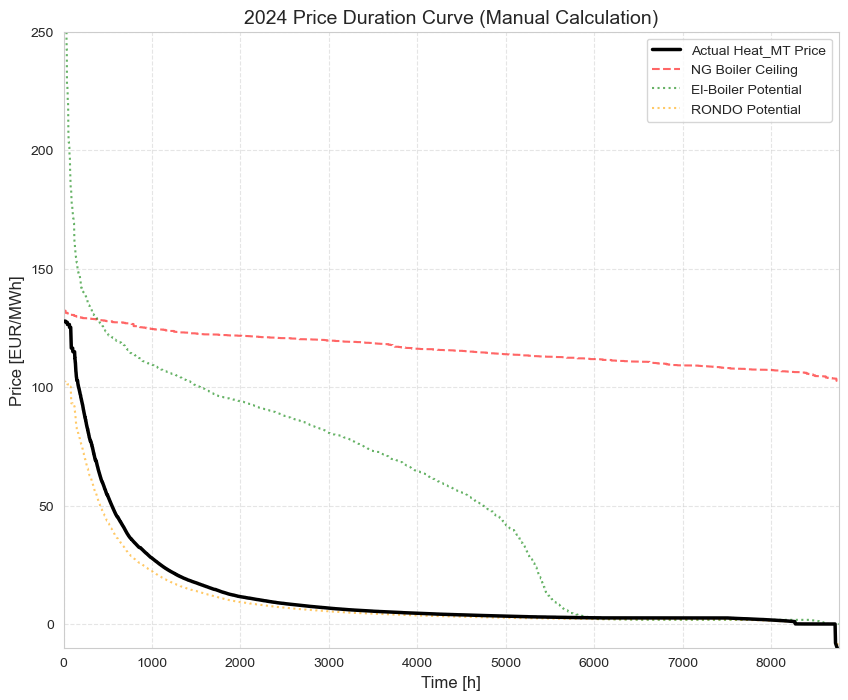 2024 Price Duration Curve (Manual Calculation)
Price [EUR/MWh]
250
200
150
100
50
0
Actual Heat_MT Price
NG Boiler Ceiling
El-Boiler Potential
RONDO Potential
0 1000 2000 3000 4000 5000 6000 7000 8000
Time [h]